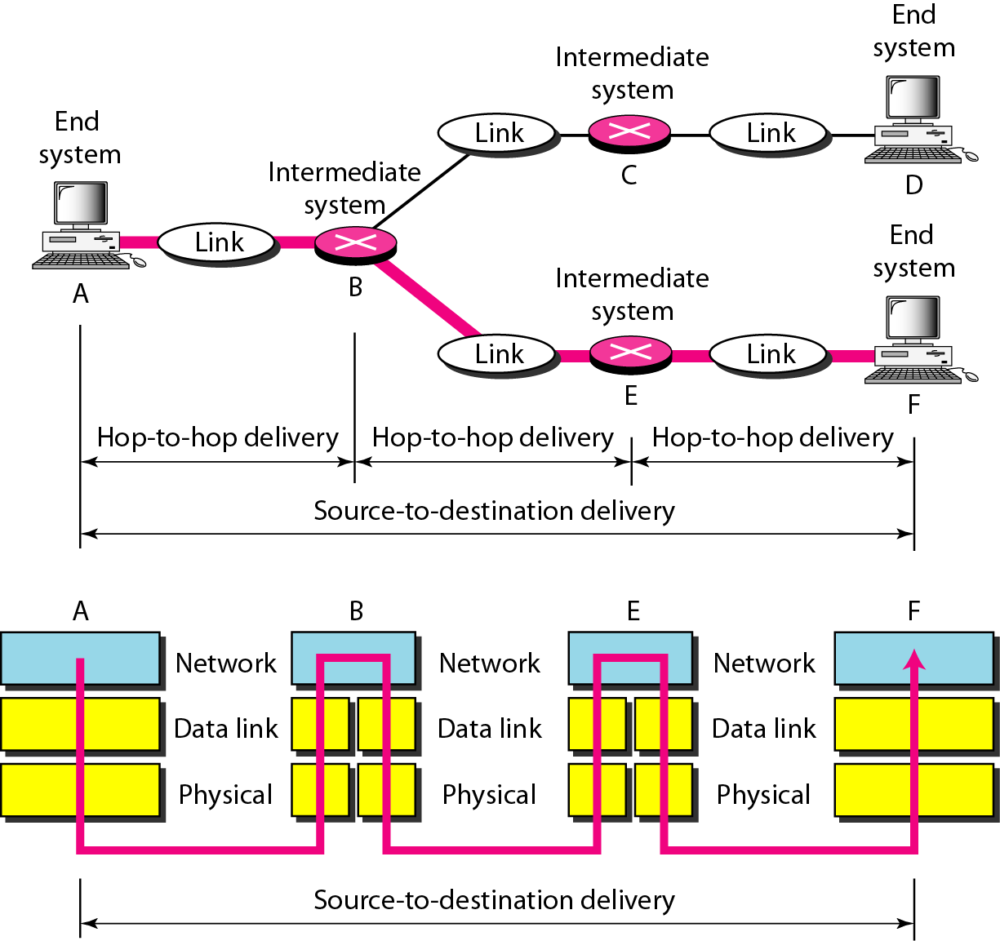 End
system
Intermediate
system
End
system
Link
Link
C
D
Intermediate
system
Link
A
B
End
system
Intermediate
system
Link
Link
E
F
Hop-to-hop delivery
Hop-to-hop delivery
Hop-to-hop delivery
Source-to-destination delivery
A
B
E
F
Network
Network
Network
Data link
Data link
Data link
Physical
Physical
Physical
Source-to-destination delivery